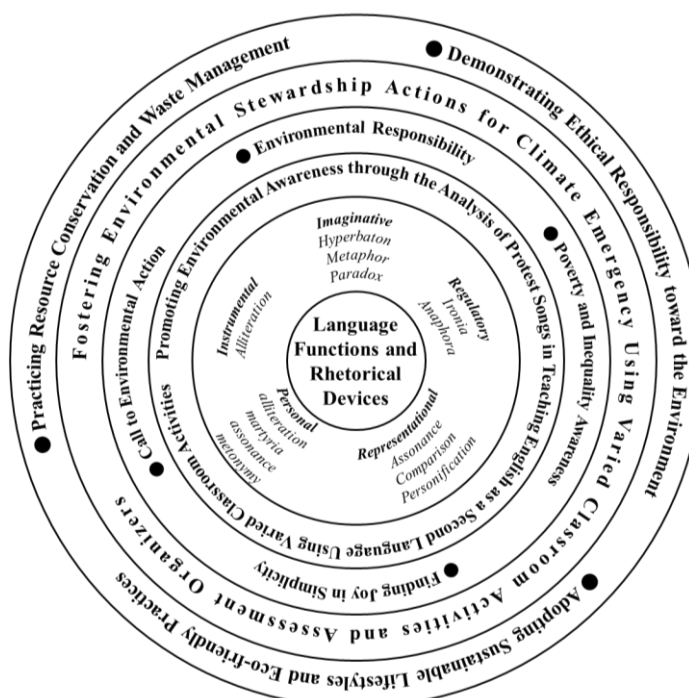 Practicing Resource Conservation and Waste Management
Demonstrating Ethical Responsibility toward the Environment
Adopting Sustainable Lifestyles and Eco-friendly Practices
Fostering Environmental Stewardship Actions for Climate Emergency Using Varied Classroom Activities and Assessment Organizers
Environmental Responsibility
Poverty and Inequality Awareness
Finding Joy in Simplicity
Call to Environmental Action
Promoting Environmental Awareness through the Analysis of Protest Songs in Teaching English as a Second Language Using Varied Classroom Activities
Imaginative
Hyperbaton
Metaphor
Paradox
Regulatory
Ironia
Anaphora
Representational
Assonance
Comparison
Personification
Personal
alliteration
martyria
assonance
metonymy
Instrumental
Alliteration
Language
Functions and
Rhetorical
Devices